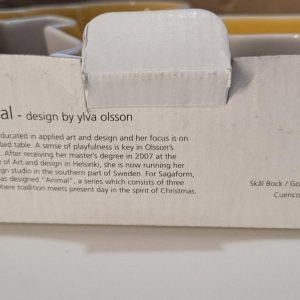 al - design by ylva olsson
ducated in applied art and design and her focus is on
laid table. A sense of playfulness is key in Olsson's
. After receiving her master's degree in 2007 at the
of Art and design in Helsinki, she is now running her
ign studio in the southern part of Sweden. For Sagaform,
as designed "Animal", a series which consists of three
where tradition meets present day in the spirit of Christmas.
Skål Bock / Go
Cuenco